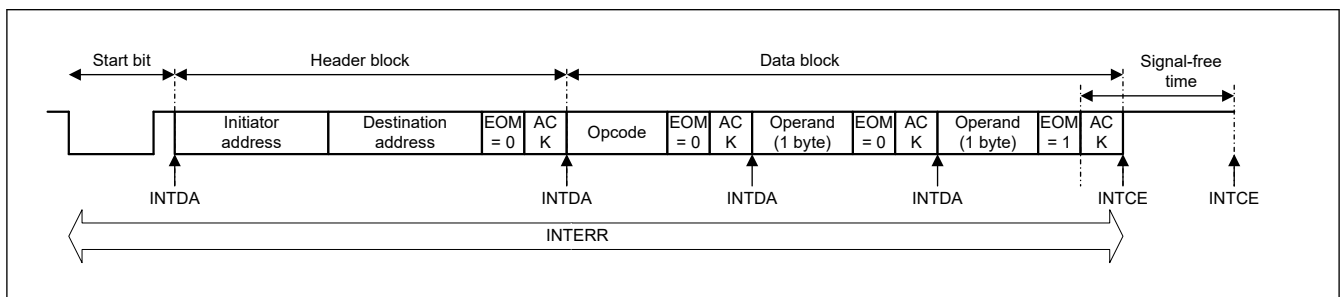 Start bit
Header block
Data block
Signal-free
time
Initiator
address
Destination
address
EOM
= 0
AC
K
Opcode
EOM
= 0
AC
K
Operand
(1 byte)
EOM
= 0
AC
K
Operand
(1 byte)
EOM
= 1
AC
K
INTDA
INTDA
INTDA
INTDA
INTCE
INTCE
INTERR